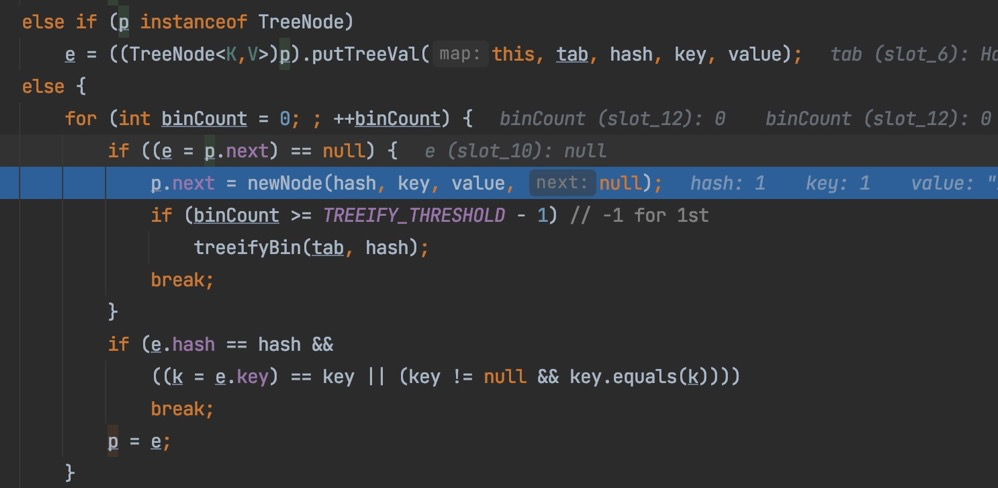 else if (p instanceof TreeNode)
    e = ((TreeNode<K,V>)p).putTreeVal( map: this, tab, hash, key, value);   tab (slot_6): Ha
else {
    for (int binCount = 0; ; ++binCount) {   binCount (slot_12): 0    binCount (slot_12): 0
        if ((e = p.next) == null) {   e (slot_10): null
            p.next = newNode(hash, key, value,  next: null);   hash: 1    key: 1    value: "
            if (binCount >= TREEIFY_THRESHOLD - 1) // -1 for 1st
                treeifyBin(tab, hash);
            break;
        }
        if (e.hash == hash &&
            ((k = e.key) == key || (key != null && key.equals(k))))
            break;
        p = e;
    }